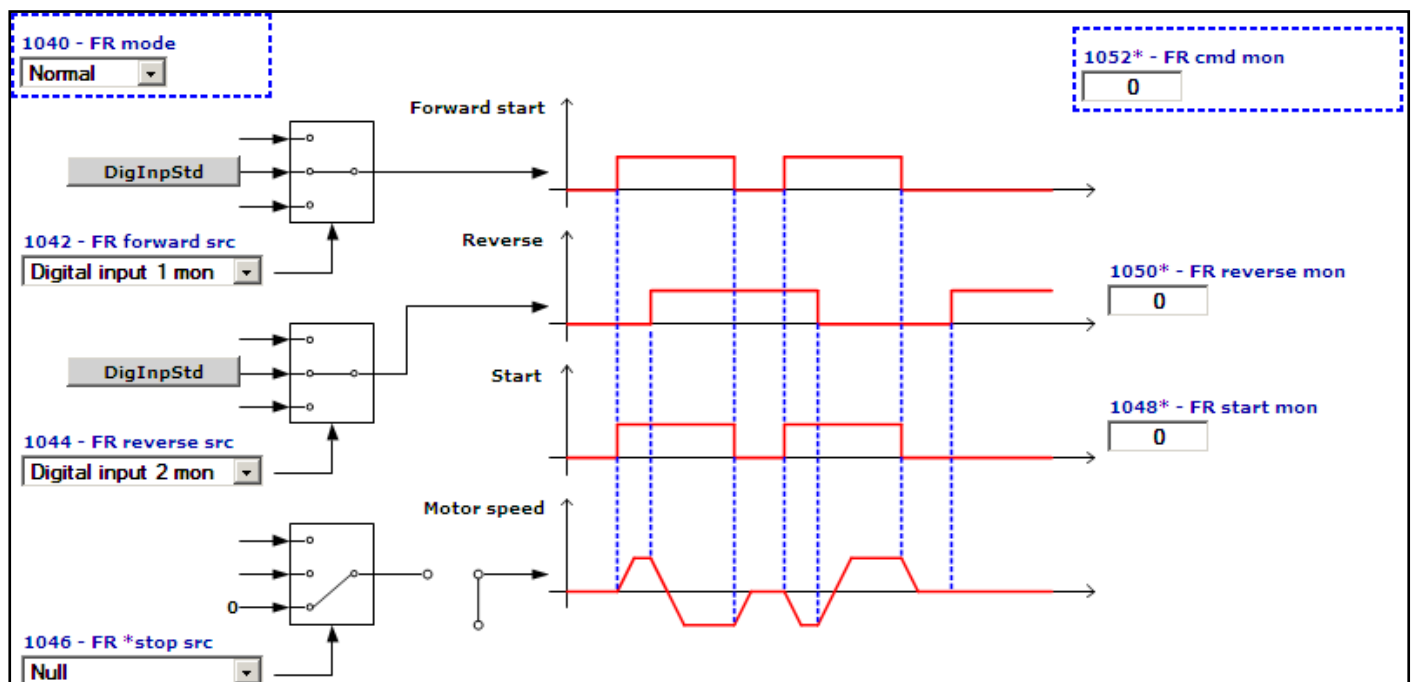 1040 - FR mode
Normal
1052* - FR cmd mon
0
Forward start
DigInpStd
1042 - FR forward src
Digital input 1 mon
Reverse
1050* - FR reverse mon
0
DigInpStd
Start
1048* - FR start mon
0
1044 - FR reverse src
Digital input 2 mon
Motor speed
0
1046 - FR *stop src
Null